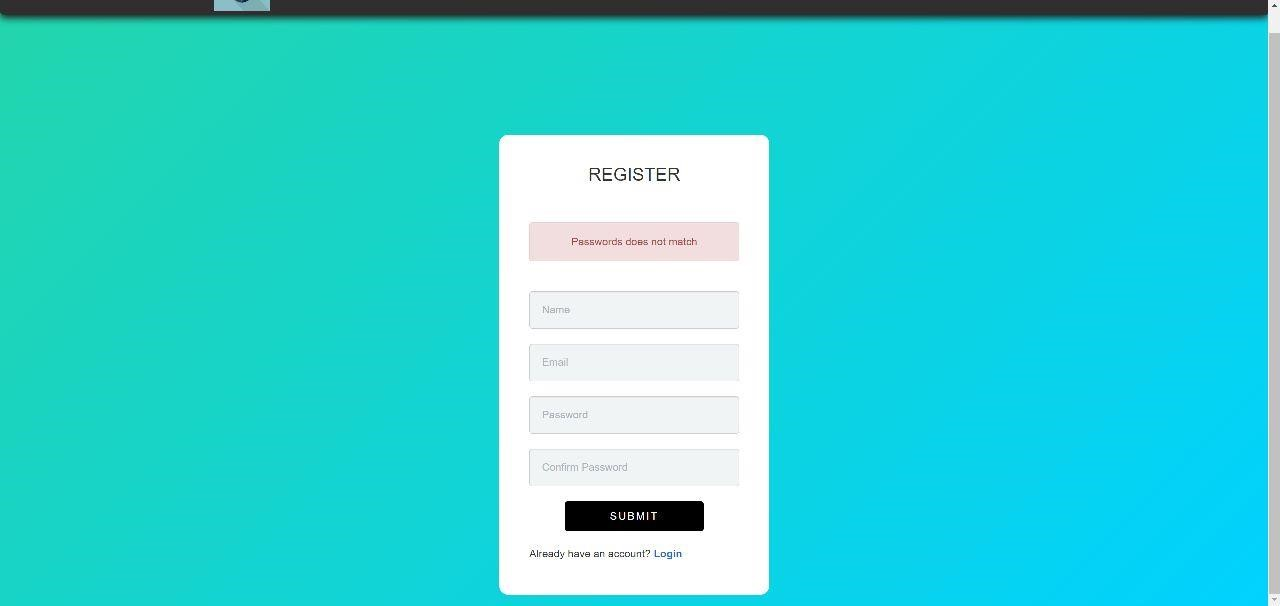 REGISTER
Passwords does not match
Name
Email
Password
Confirm Password
SUBMIT
Already have an account? Login